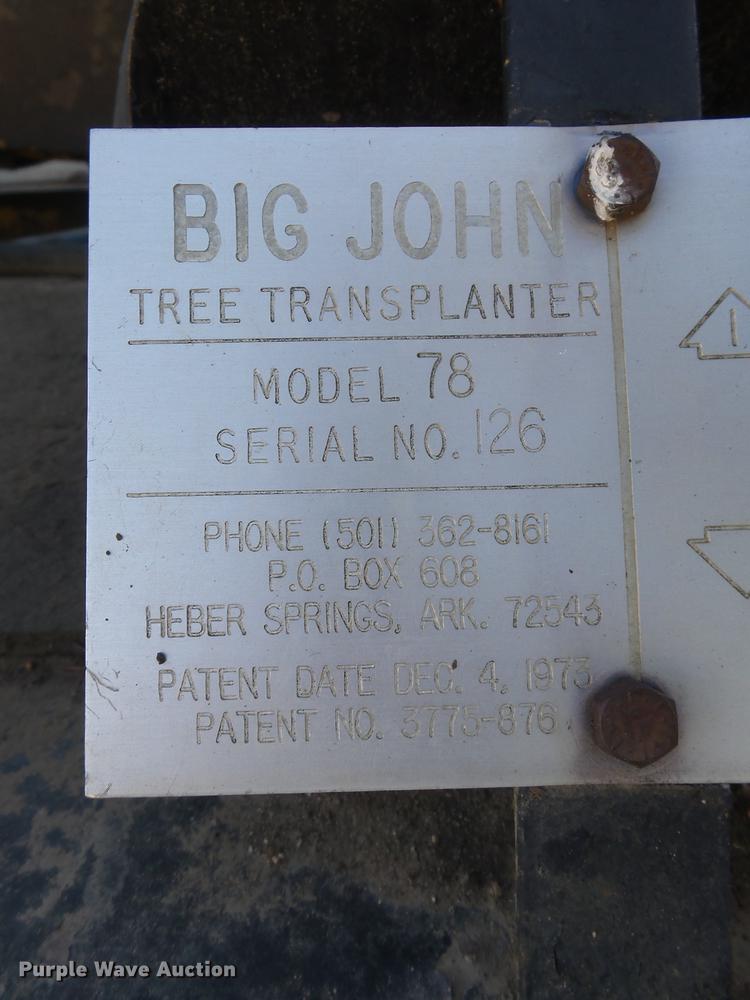 BIG JOHN
TREE TRANSPLANTER
MODEL 78
SERIAL NO. 126
PHONE (501) 362-8161
P.O. BOX 608
HEBER SPRINGS, ARK. 72543
PATENT DATE DEC. 4, 1973
PATENT NO. 3775-876
1
Purple Wave Auction